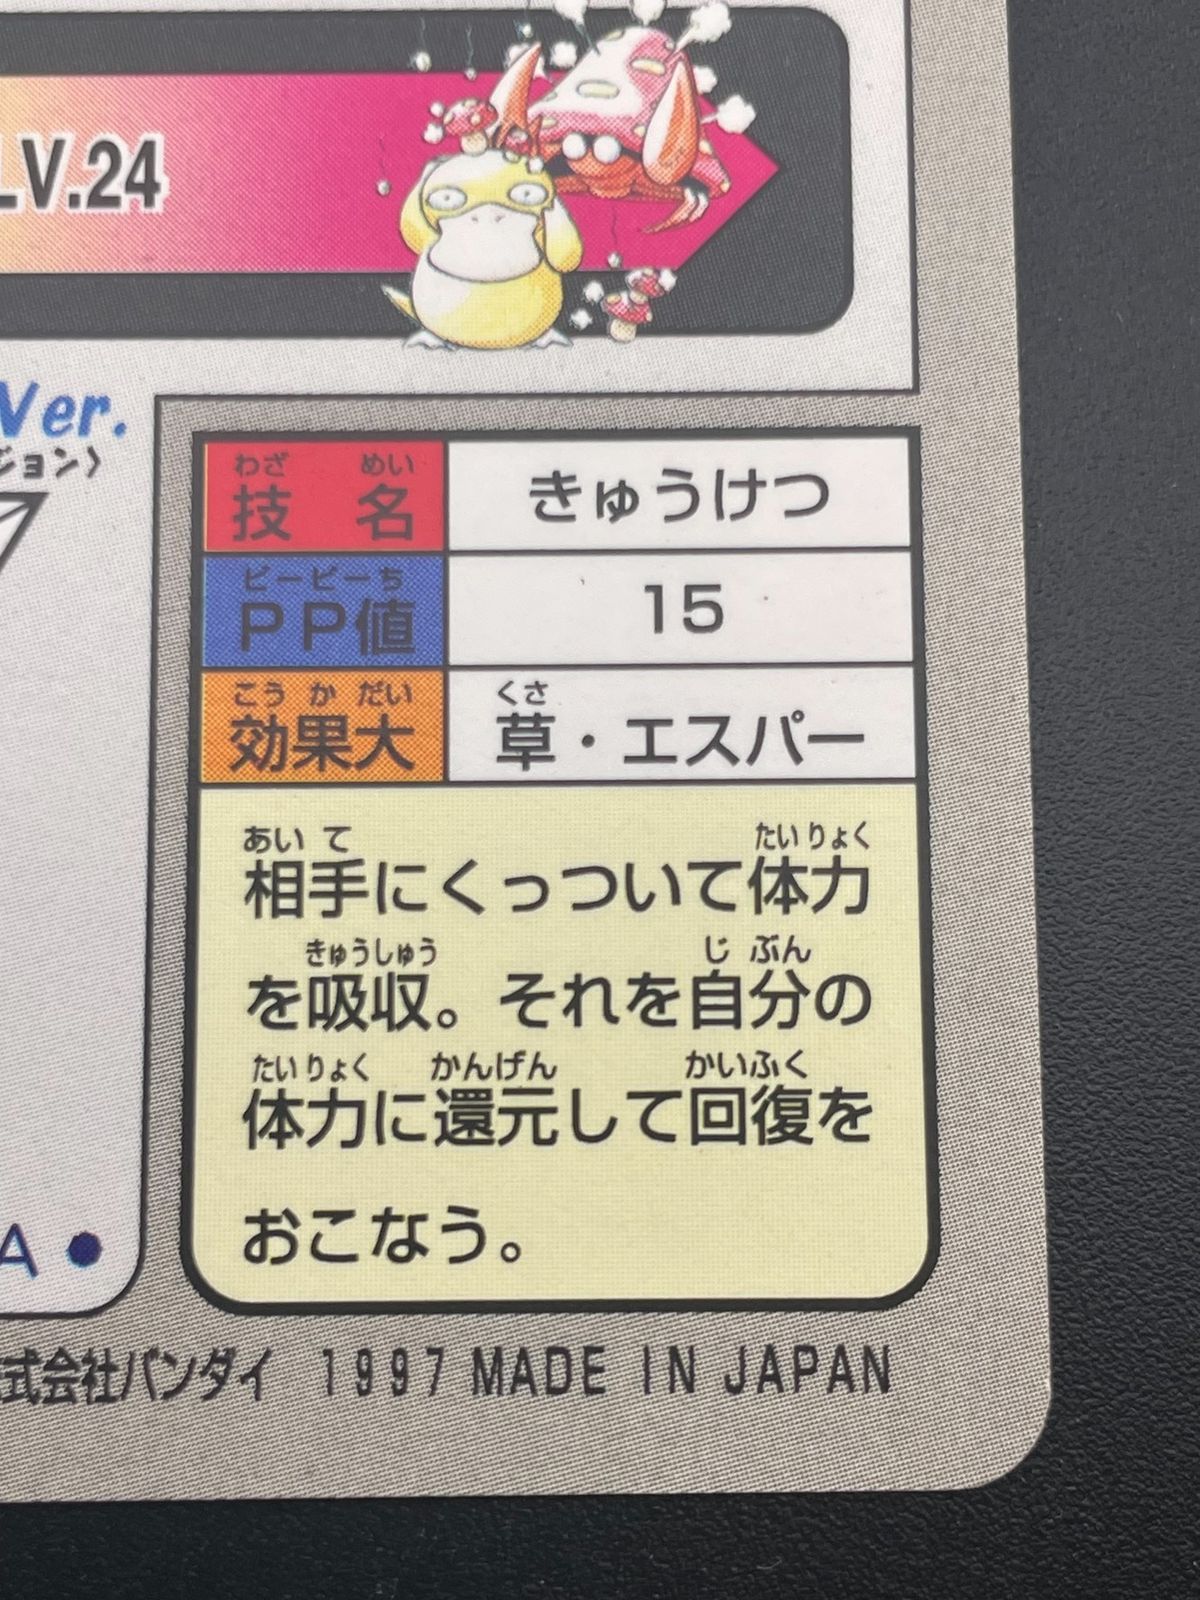 LV.24
Ver.
ジョン〉
わざ めい
技 名
きゅうけつ
ピーピーち
PP値
15
こうかだい
効果大
くさ
草・エスパー
あいて たいりょく
相手にくっついて体力
きゅうしゅう じぶん
を吸収。それを自分の
たいりょく かんげん かいふく
体力に還元して回復を
おこなう。
A ●
式会社バンダイ 1997 MADE IN JAPAN